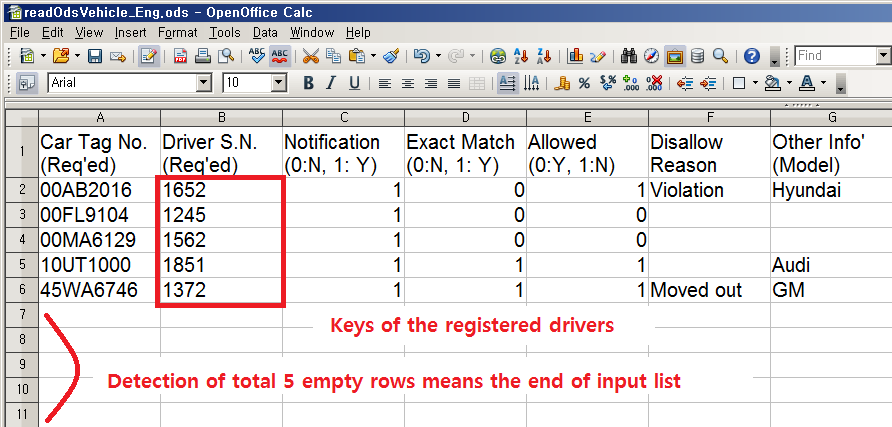 readOdsVehicle_Eng.ods - OpenOffice Calc
File Edit View Insert Format Tools Data Window Help
Find
Arial 10 B I U
A B C D E F G
1 Car Tag No. (Req'ed) Driver S.N. (Req'ed) Notification (0:N, 1: Y) Exact Match (0:N, 1: Y) Allowed (0:Y, 1:N) Disallow Reason Other Info' (Model)
2 00AB2016 1652 1 0 1 Violation Hyundai
3 00FL9104 1245 1 0 0
4 00MA6129 1562 1 0 0
5 10UT1000 1851 1 1 1 Audi
6 45WA6746 1372 1 1 1 Moved out GM
7 Keys of the registered drivers
8
9
10 Detection of total 5 empty rows means the end of input list
11